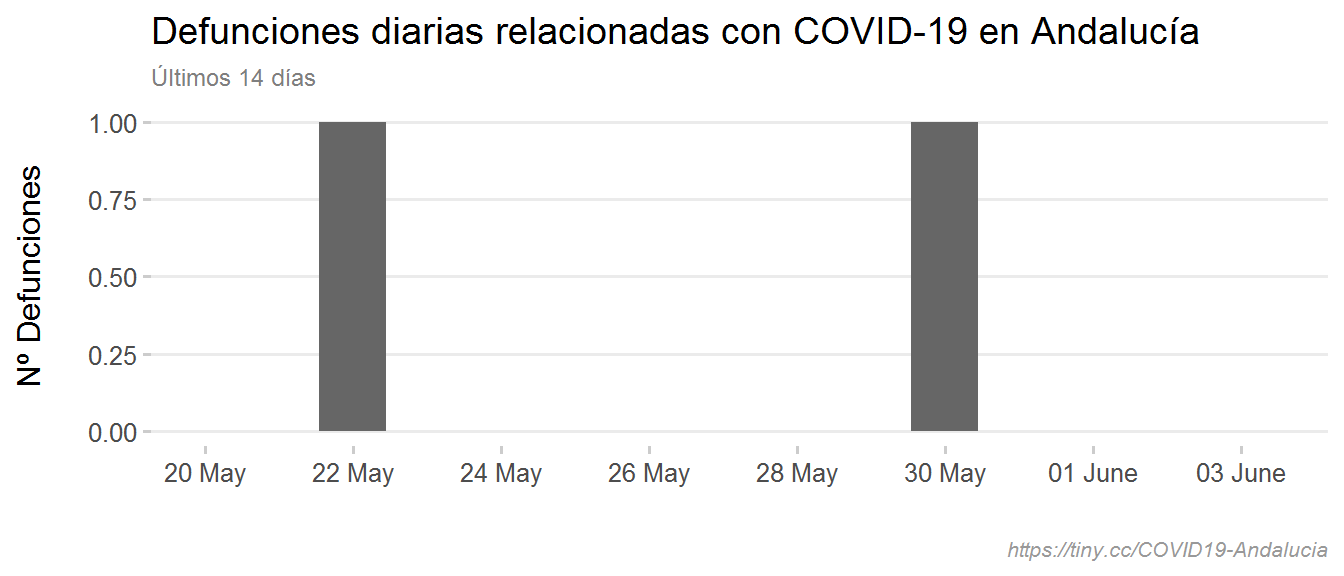 Defunciones diarias relacionadas con COVID-19 en Andalucía
Últimos 14 días
Nº Defunciones
1.00
0.75
0.50
0.25
0.00
20 May 22 May 24 May 26 May 28 May 30 May 01 June 03 June
https://tiny.cc/COVID19-Andalucia